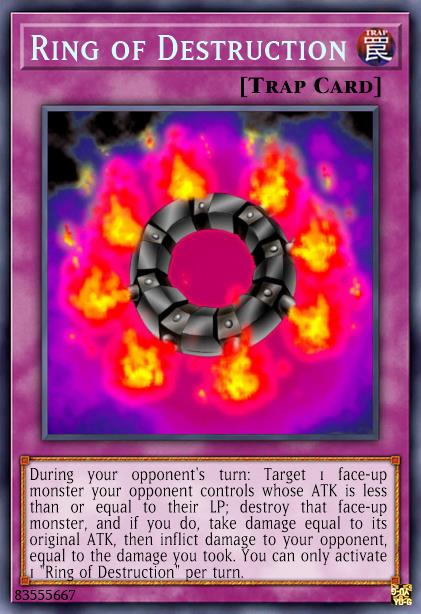 RING OF DESTRUCTION
TRAP
罠
[TRAP CARD]
During your opponent's turn: Target 1 face-up
monster your opponent controls whose ATK is less
than or equal to their LP; destroy that face-up
monster, and if you do, take damage equal to its
original ATK, then inflict damage to your opponent,
equal to the damage you took. You can only activate
1 "Ring of Destruction" per turn.
83555667